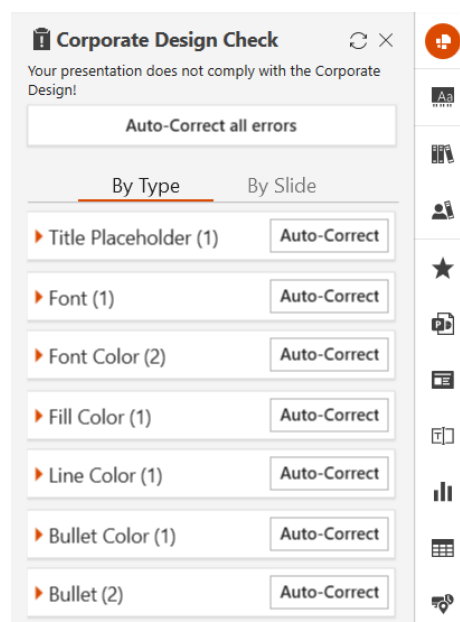 Corporate Design Check
Your presentation does not comply with the Corporate
Design!
Auto-Correct all errors
By Type
By Slide
Title Placeholder (1)
Auto-Correct
Font (1)
Auto-Correct
Font Color (2)
Auto-Correct
Fill Color (1)
Auto-Correct
Line Color (1)
Auto-Correct
Bullet Color (1)
Auto-Correct
Bullet (2)
Auto-Correct
Aa
P
T